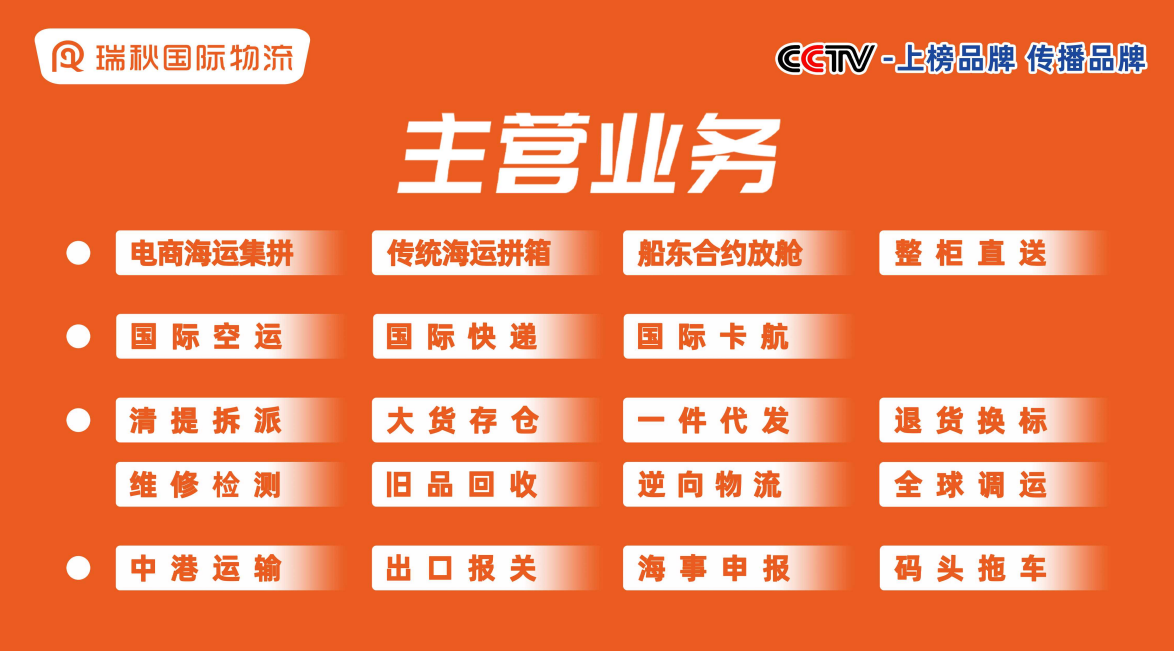 瑞秋国际物流
CCTV-上榜品牌 传播品牌
主营业务
电商海运集拼 传统海运拼箱 船东合约放舱 整柜直送
国际空运 国际快递 国际卡航
清提拆派 大货存仓 一件代发 退货换标
维修检测 旧品回收 逆向物流 全球调运
中港运输 出口报关 海事申报 码头拖车